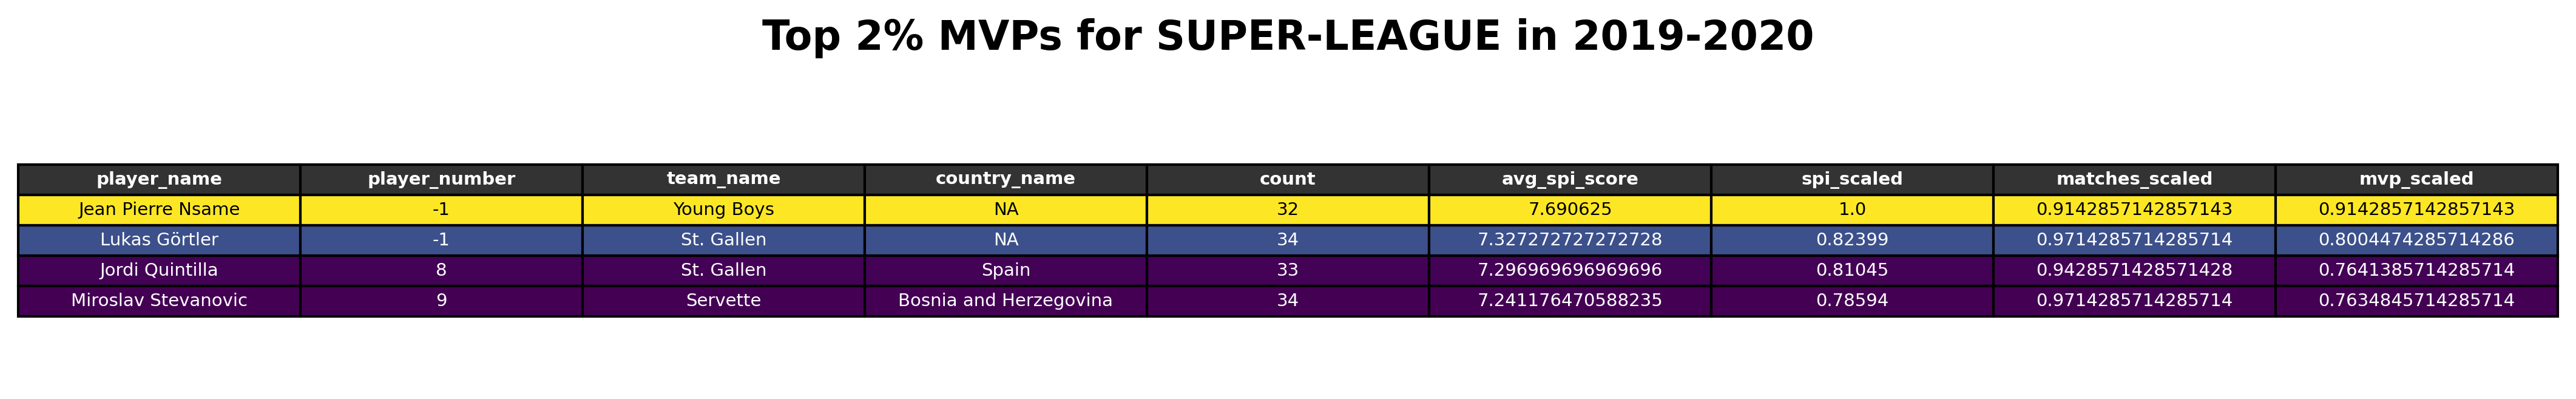 Top 2% MVPs for SUPER-LEAGUE in 2019-2020
player_name player_number team_name country_name count avg_spi_score spi_scaled matches_scaled mvp_scaled
Jean Pierre Nsame -1 Young Boys NA 32 7.690625 1.0 0.9142857142857143 0.9142857142857143
Lukas Görtler -1 St. Gallen NA 34 7.327272727272728 0.82399 0.9714285714285714 0.8004474285714286
Jordi Quintilla 8 St. Gallen Spain 33 7.296969696969696 0.81045 0.9428571428571428 0.7641385714285714
Miroslav Stevanovic 9 Servette Bosnia and Herzegovina 34 7.241176470588235 0.78594 0.9714285714285714 0.7634845714285714